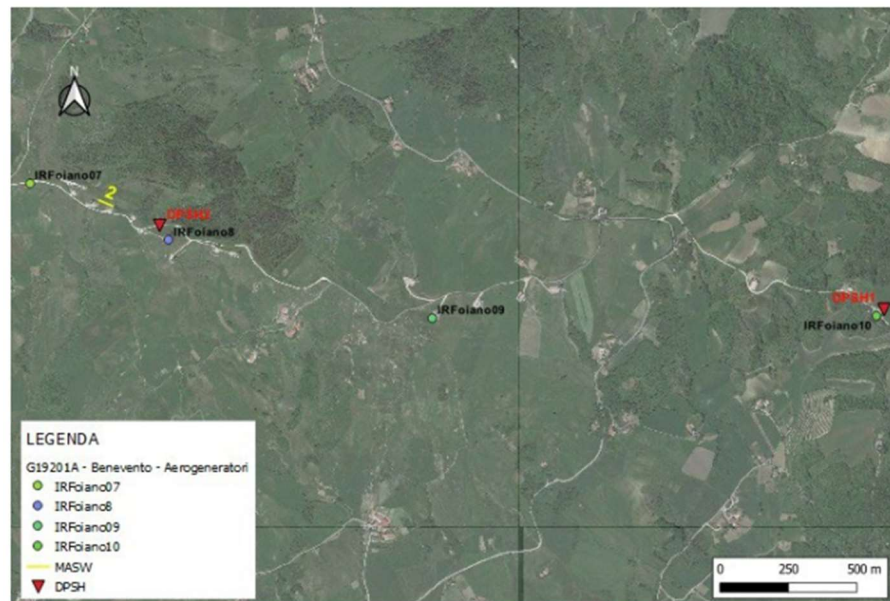 N
IRFoiano07
2
DPSH2
IRFoiano8
IRFoiano09
DPSH1
IRFoiano10
LEGENDA
G19201A - Benevento - Aerogeneratori
IRFoiano07
IRFoiano8
IRFoiano09
IRFoiano10
MASW
DPSH
0 250 500 m